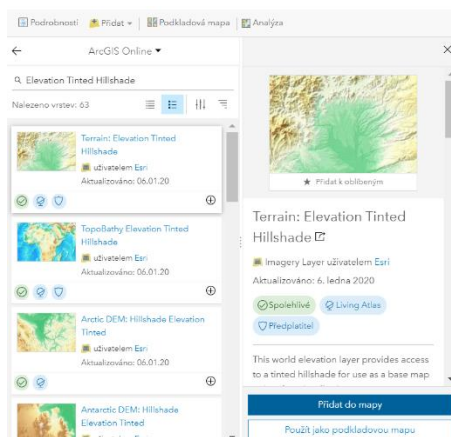 Podrobnosti Přidat Podkladová mapa Analýza
ArcGIS Online
Elevation Tinted Hillshade
Nalezeno vrstev: 63
Terrain: Elevation Tinted
Hillshade
uživatelem Esri
Aktualizováno: 06.01.20
TopoBathy Elevation Tinted
Hillshade
uživatelem Esri
Aktualizováno: 06.01.20
Arctic DEM: Hillshade Elevation
Tinted
uživatelem Esri
Aktualizováno: 06.01.20
Antarctic DEM: Hillshade
Elevation Tinted
uživatelem Esri
Přidat k oblíbeným
Terrain: Elevation Tinted
Hillshade
Imagery Layer uživatelem Esri
Aktualizováno: 6. ledna 2020
Spolehlivé Living Atlas
Předplatitel
This world elevation layer provides access
to a tinted hillshade for use as a base map
Přidat do mapy
Použít jako podkladovou mapu